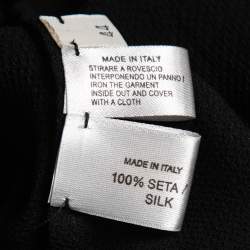 MADE IN ITALY
STIRARE A ROVESCIO
INTERPONENDO UN PANNO /
IRON THE GARMENT
INSIDE OUT AND COVER
WITH A CLOTH
MADE IN ITALY
100% SETA /
SILK